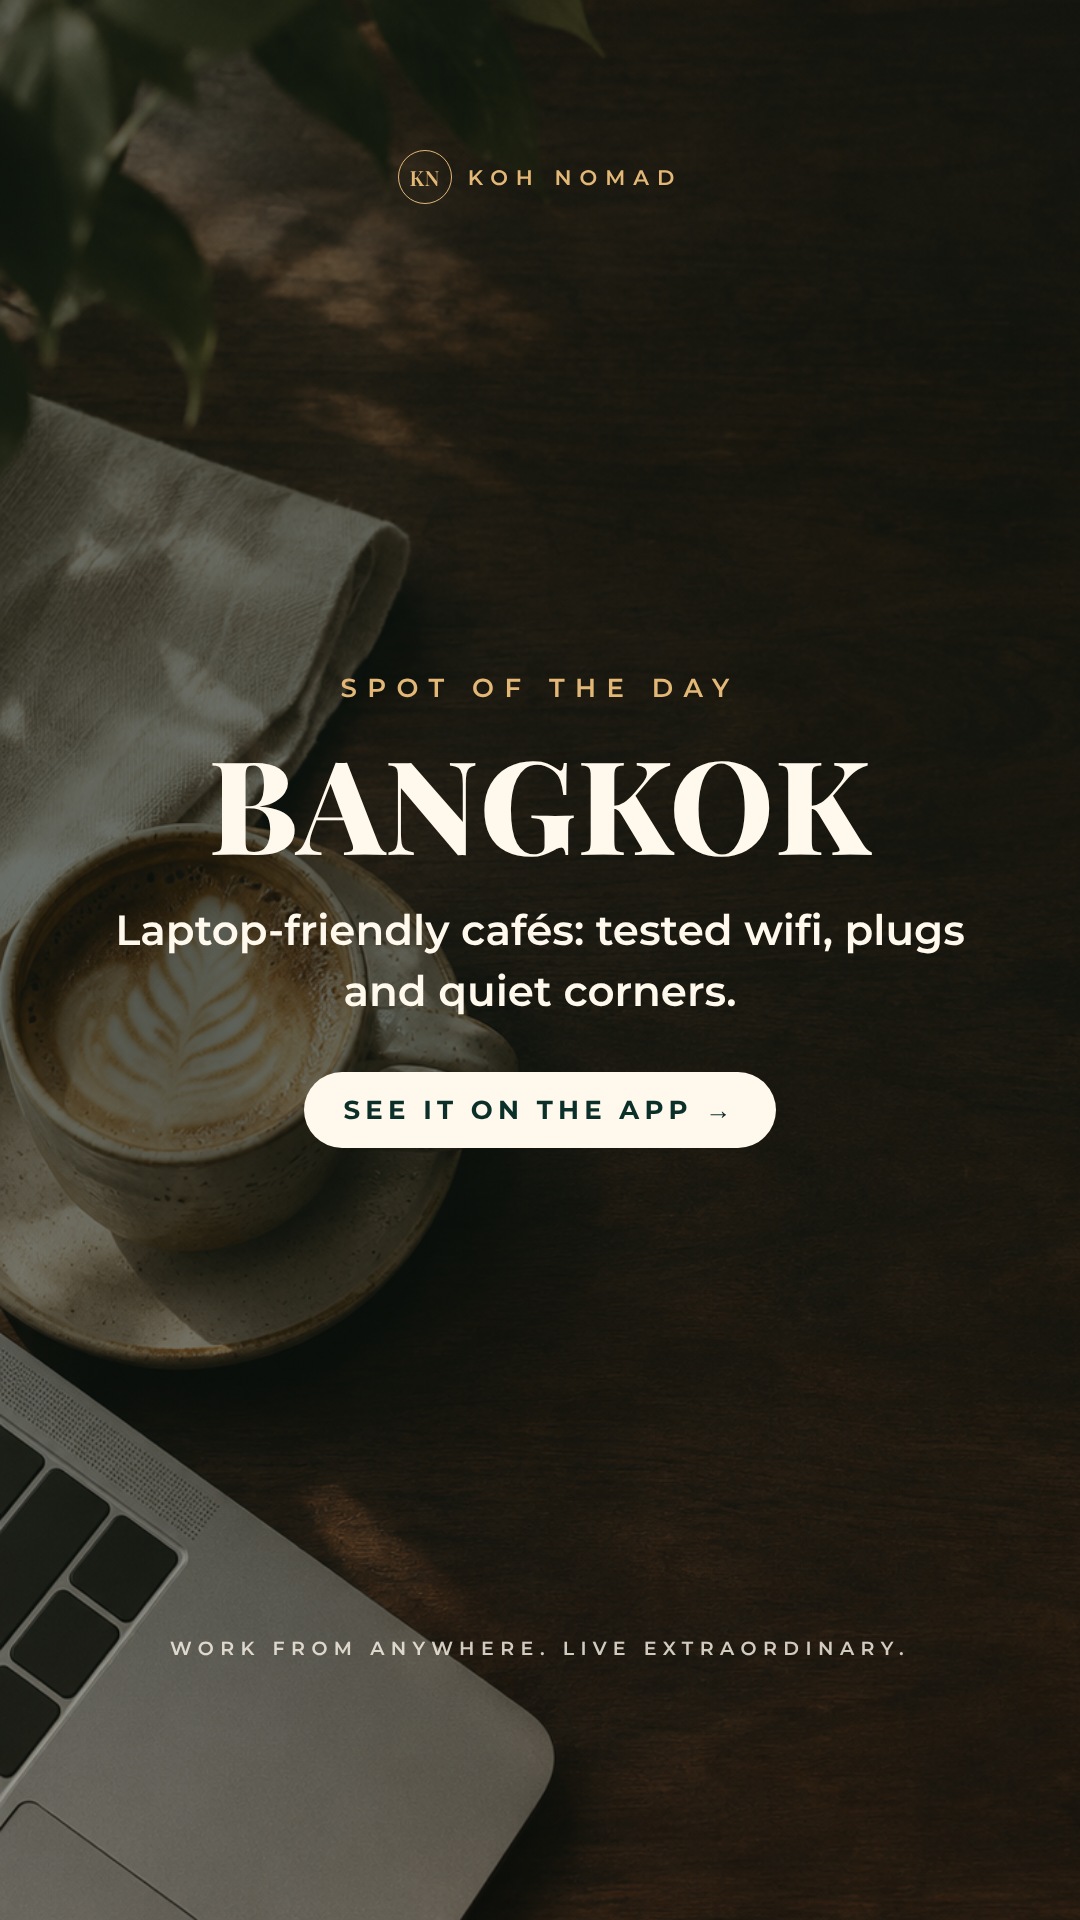 KN KOH NOMAD
SPOT OF THE DAY
BANGKOK
Laptop-friendly cafés: tested wifi, plugs
and quiet corners.
SEE IT ON THE APP →
WORK FROM ANYWHERE. LIVE EXTRAORDINARY.